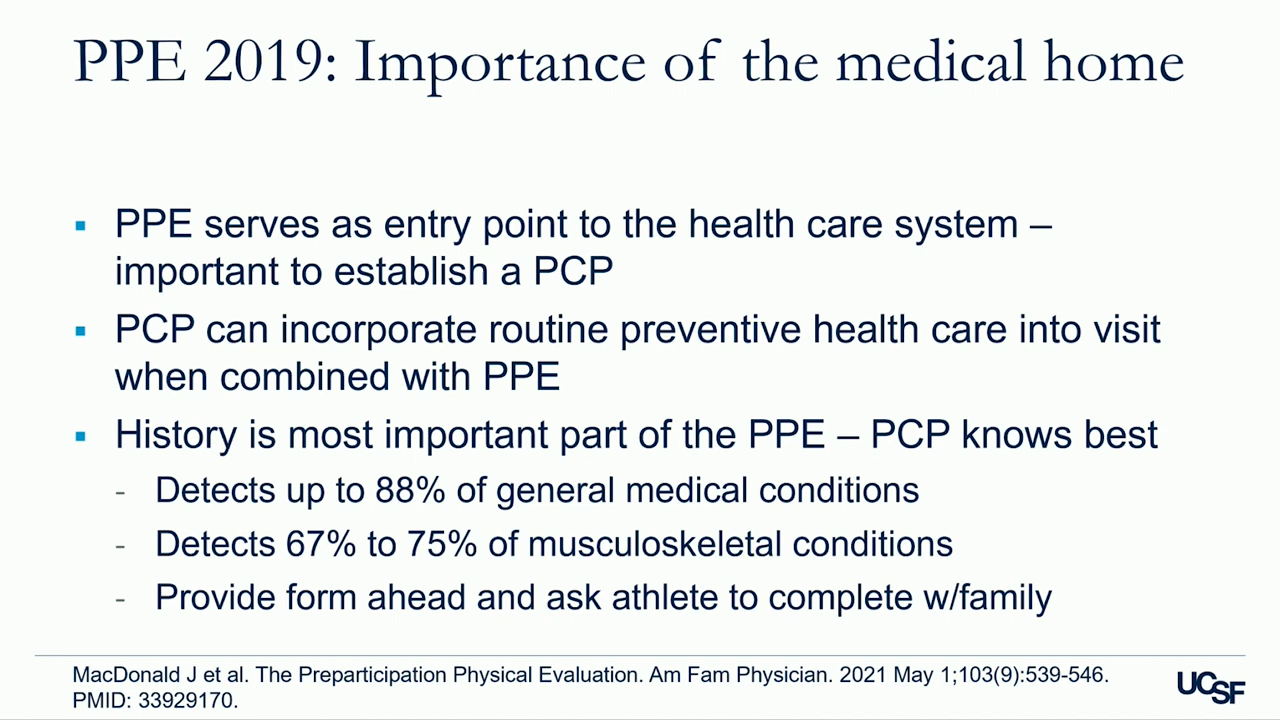 PPE 2019: Importance of the medical home
▪ PPE serves as entry point to the health care system –
important to establish a PCP
▪ PCP can incorporate routine preventive health care into visit
when combined with PPE
▪ History is most important part of the PPE – PCP knows best
- Detects up to 88% of general medical conditions
- Detects 67% to 75% of musculoskeletal conditions
- Provide form ahead and ask athlete to complete w/family
MacDonald J et al. The Preparticipation Physical Evaluation. Am Fam Physician. 2021 May 1;103(9):539-546.
PMID: 33929170.
UCSF